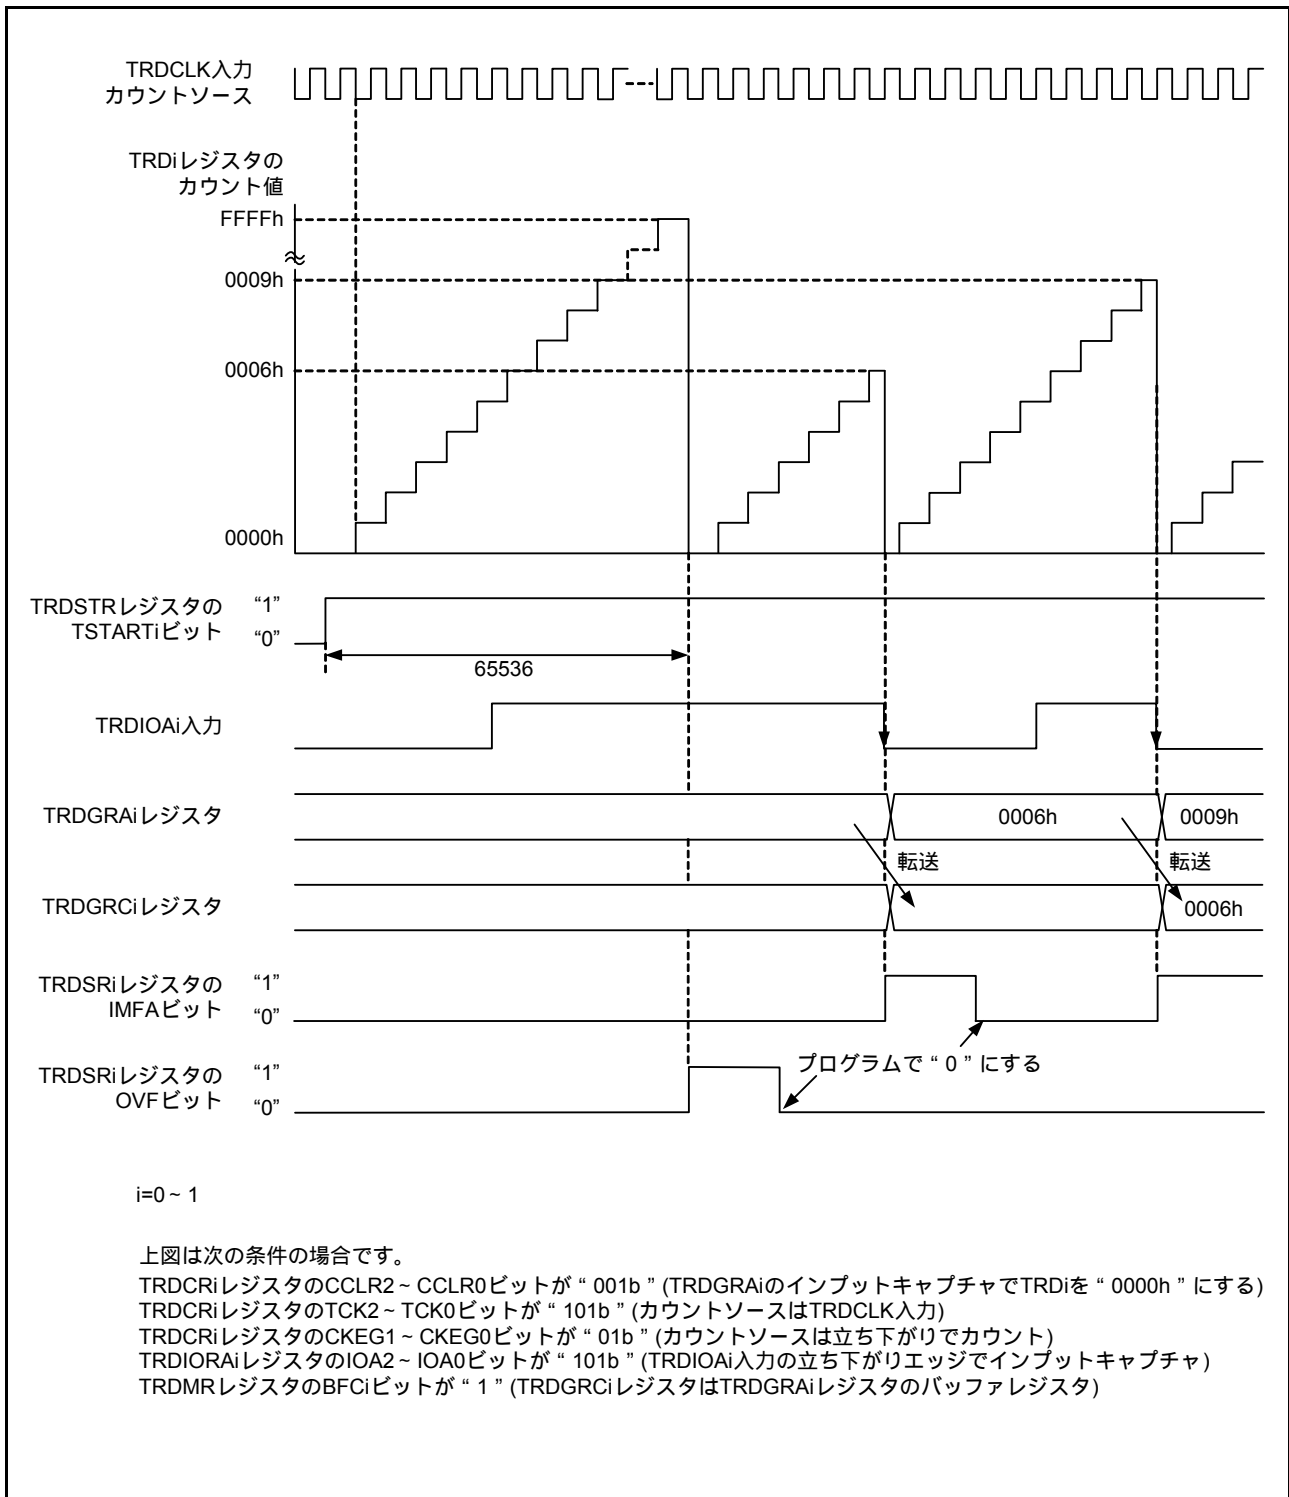 TRDCLK入力
カウントソース
TRDiレジスタの
カウント値
FFFFh
0009h
0006h
0000h
TRDSTRレジスタの
TSTARTiビット
“1”
“0”
65536
TRDIOAi入力
TRDGRAiレジスタ
0006h
0009h
転送
転送
TRDGRCiレジスタ
0006h
TRDSRiレジスタの
IMFAビット
“1”
“0”
プログラムで “ 0 ” にする
TRDSRiレジスタの
OVFビット
“1”
“0”
i=0~1
上図は次の条件の場合です。
TRDCRiレジスタのCCLR2~CCLR0ビットが “ 001b ” (TRDGRAiのインプットキャプチャでTRDiを “ 0000h ” にする)
TRDCRiレジスタのTCK2~TCK0ビットが “ 101b ” (カウントソースはTRDCLK入力)
TRDCRiレジスタのCKEG1~CKEG0ビットが “ 01b ” (カウントソースは立ち下がりでカウント)
TRDIORAiレジスタのIOA2~IOA0ビットが “ 101b ” (TRDIOAi入力の立ち下がりエッジでインプットキャプチャ)
TRDMRレジスタのBFCiビットが “ 1 ” (TRDGRCiレジスタはTRDGRAiレジスタのバッファレジスタ)